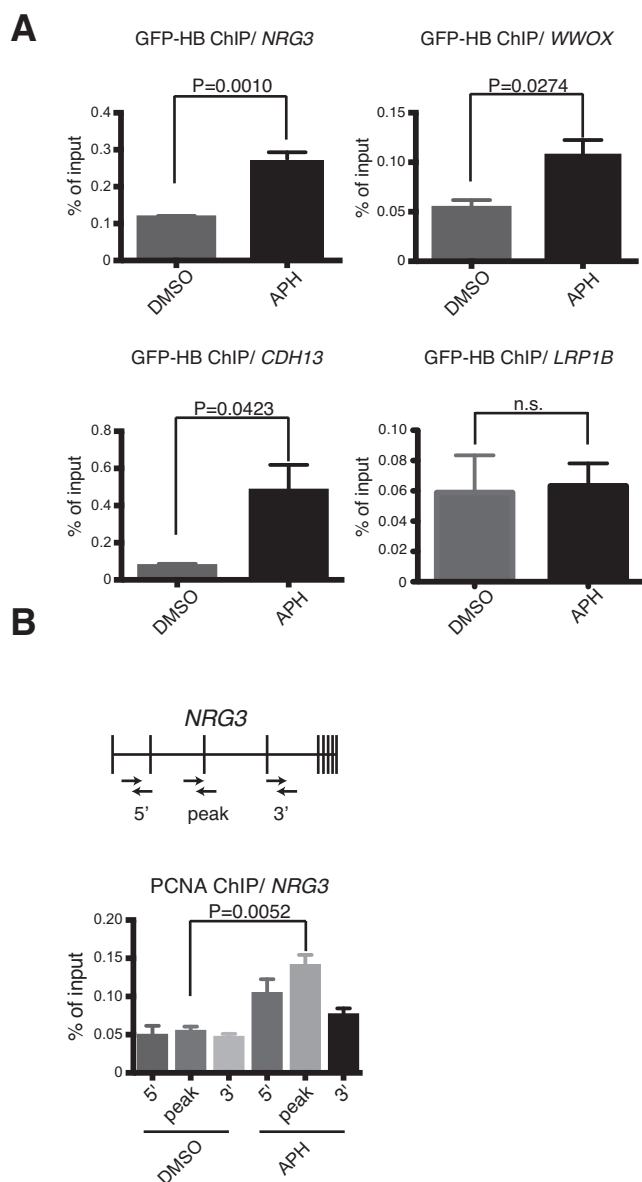 A
GFP-HB ChIP/ NRG3
P=0.0010
% of input
0.4
0.3
0.2
0.1
0
DMSO
APH
GFP-HB ChIP/ WWOX
P=0.0274
% of input
0.15
0.10
0.05
0
DMSO
APH
GFP-HB ChIP/ CDH13
P=0.0423
% of input
0.8
0.6
0.4
0.2
0
DMSO
APH
GFP-HB ChIP/ LRP1B
n.s.
% of input
0.10
0.08
0.06
0.04
0.02
0
DMSO
APH
B
NRG3
5' peak 3'
PCNA ChIP/ NRG3
P=0.0052
% of input
0.20
0.15
0.10
0.05
0
5' peak 3' 5' peak 3'
DMSO APH